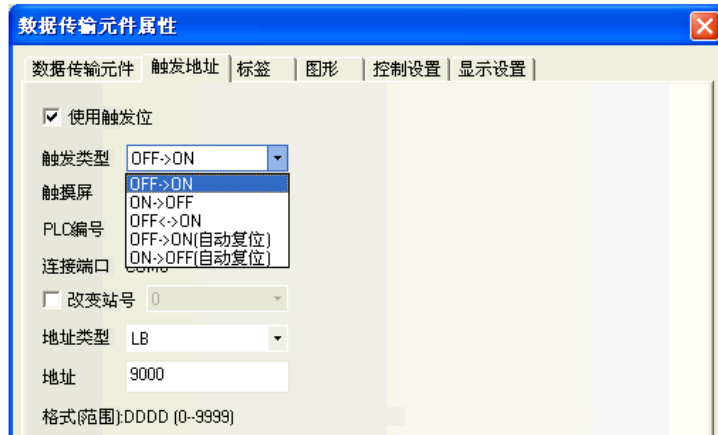 数据传输元件属性
数据传输元件 触发地址 标签 图形 控制设置 显示设置
使用触发位
触发类型 OFF->ON
OFF->ON
触摸屏
ON->OFF
OFF<->ON
PLC编号
OFF->ON(自动复位)
ON->OFF(自动复位)
连接端口
改变站号 0
地址类型 LB
地址 9000
格式(范围):DDDD (0--9999)